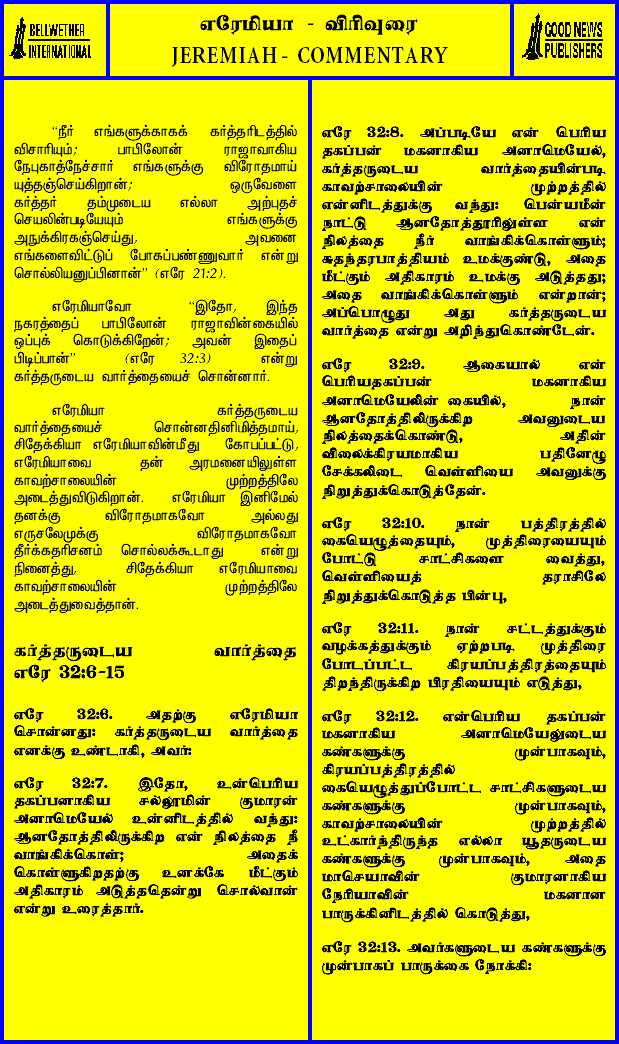 BELLWETHER
INTERNATIONAL
எரேமியா - விரிவுரை
JEREMIAH - COMMENTARY
GOOD NEWS
PUBLISHERS
“நீர் எங்களுக்காகக் கர்த்தரிடத்தில்
விசாரியும்; பாபிலோன் ராஜாவாகிய
நேபுகாத்நேச்சார் எங்களுக்கு விரோதமாய்
யுத்தஞ்செய்கிறான்; ஒருவேளை
கர்த்தர் தம்முடைய எல்லா அற்புதச்
செயலின்படியேயும் எங்களுக்கு
அநுக்கிரகஞ்செய்து, அவனை
எங்களைவிட்டுப் போகப்பண்ணுவார் என்று
சொல்லியனுப்பினான்” (எரே 21:2).
எரேமியாவோ “இதோ, இந்த
நகரத்தைப் பாபிலோன் ராஜாவின்கையில்
ஒப்புக் கொடுக்கிறேன்; அவன் இதைப்
பிடிப்பான்” (எரே 32:3) என்று
கர்த்தருடைய வார்த்தையைச் சொன்னார்.
எரேமியா கர்த்தருடைய
வார்த்தையைச் சொன்னதினிமித்தமாய்,
சிதேக்கியா எரேமியாவின்மீது கோபப்பட்டு,
எரேமியாவை தன் அரமனையிலுள்ள
காவற்சாலையின் முற்றத்திலே
அடைத்துவிடுகிறான். எரேமியா இனிமேல்
தனக்கு விரோதமாகவோ அல்லது
எருசலேமுக்கு விரோதமாகவோ
தீர்க்கதரிசனம் சொல்லக்கூடாது என்று
நினைத்து, சிதேக்கியா எரேமியாவை
காவற்சாலையின் முற்றத்திலே
அடைத்துவைத்தான்.
கர்த்தருடைய வார்த்தை
எரே 32:6-15
எரே 32:6. அதற்கு எரேமியா
சொன்னது: கர்த்தருடைய வார்த்தை
எனக்கு உண்டாகி, அவர்:
எரே 32:7. இதோ, உன்பெரிய
தகப்பனாகிய சல்லூமின் குமாரன்
அனாமெயேல் உன்னிடத்தில் வந்து:
ஆனதோத்திலிருக்கிற என் நிலத்தை நீ
வாங்கிக்கொள்; அதைக்
கொள்ளுகிறதற்கு உனக்கே மீட்கும்
அதிகாரம் அடுத்ததென்று சொல்வான்
என்று உரைத்தார்.
எரே 32:8. அப்படியே என் பெரிய
தகப்பன் மகனாகிய அனாமெயேல்,
கர்த்தருடைய வார்த்தையின்படி
காவற்சாலையின் முற்றத்தில்
என்னிடத்துக்கு வந்து: பென்யமீன்
நாட்டு ஆனதோத்தூரிலுள்ள என்
நிலத்தை நீர் வாங்கிக்கொள்ளும்;
சுதந்தரபாத்தியம் உமக்குண்டு, அதை
மீட்கும் அதிகாரம் உமக்கு அடுத்தது;
அதை வாங்கிக்கொள்ளும் என்றான்;
அப்பொழுது அது கர்த்தருடைய
வார்த்தை என்று அறிந்துகொண்டேன்.
எரே 32:9. ஆகையால் என்
பெரியதகப்பன் மகனாகிய
அனாமெயேலின் கையில், நான்
ஆனதோத்திலிருக்கிற அவனுடைய
நிலத்தைக்கொண்டு, அதின்
விலைக்கிரயமாகிய பதினேழு
சேக்கலிடை வெள்ளியை அவனுக்கு
நிறுத்துக்கொடுத்தேன்.
எரே 32:10. நான் பத்திரத்தில்
கையெழுத்தையும், முத்திரையையும்
போட்டு சாட்சிகளை வைத்து,
வெள்ளியைத் தராசிலே
நிறுத்துக்கொடுத்த பின்பு,
எரே 32:11. நான் சட்டத்துக்கும்
வழக்கத்துக்கும் ஏற்றபடி முத்திரை
போடப்பட்ட கிரயப்பத்திரத்தையும்
திறந்திருக்கிற பிரதியையும் எடுத்து,
எரே 32:12. என்பெரிய தகப்பன்
மகனாகிய அனாமெயேலுடைய
கண்களுக்கு முன்பாகவும்,
கிரயப்பத்திரத்தில்
கையெழுத்துப்போட்ட சாட்சிகளுடைய
கண்களுக்கு முன்பாகவும்,
காவற்சாலையின் முற்றத்தில்
உட்கார்ந்திருந்த எல்லா யூதருடைய
கண்களுக்கு முன்பாகவும், அதை
மாசெயாவின் குமாரனாகிய
நேரியாவின் மகனான
பாருக்கினிடத்தில் கொடுத்து,
எரே 32:13. அவர்களுடைய கண்களுக்கு
முன்பாகப் பாருக்கை நோக்கி: